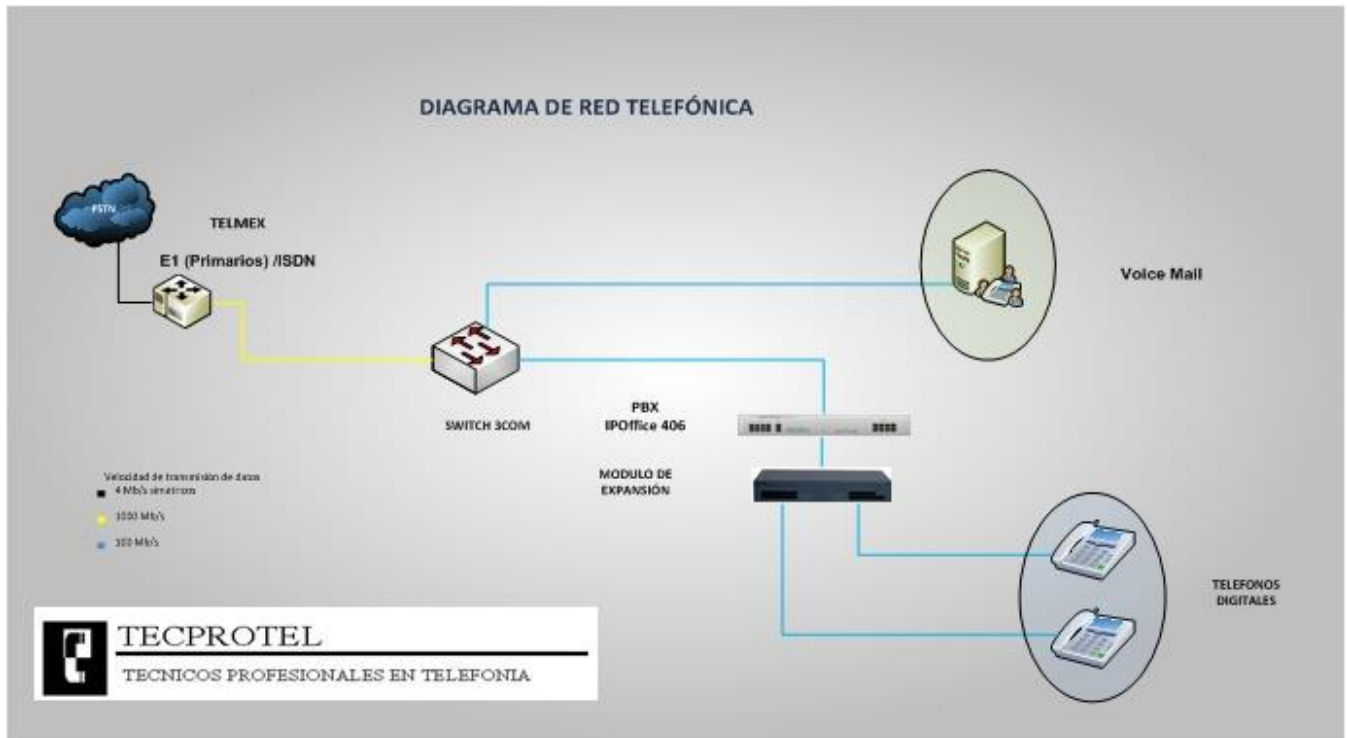 DIAGRAMA DE RED TELEFÓNICA
PSTN
TELMEX
E1 (Primarios) /ISDN
Voice Mail
SWITCH 3COM
PBX
IPOffice 406
MODULO DE
EXPANSIÓN
Velocidad de transmisión de datos
4 Mb/s simétricos
1000 Mb/s
100 Mb/s
TELEFONOS
DIGITALES
TECPROTEL
TECNICOS PROFESIONALES EN TELEFONIA